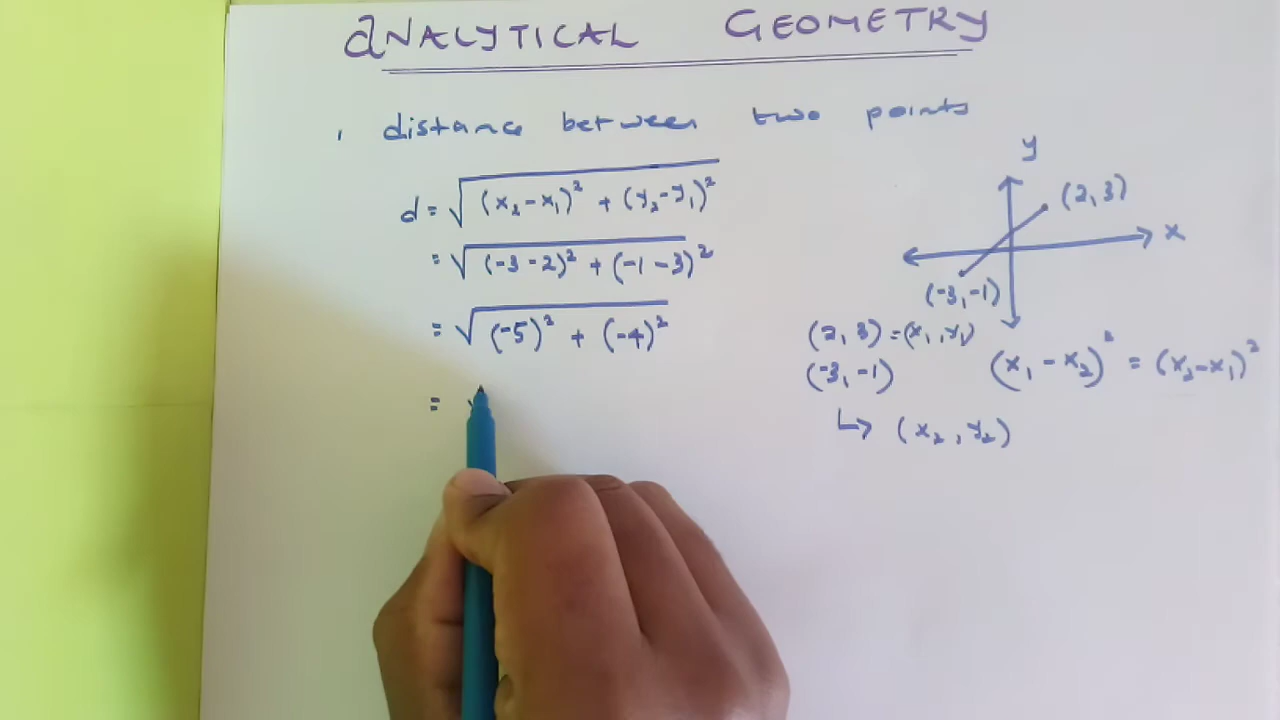 ANALYTICAL GEOMETRY
distance between two points
d = √(x₂ - x₁)² + (y₂ - y₁)²
= √(-3 - 2)² + (-1 - 3)²
= √(-5)² + (-4)²
= √
y
(2, 3)
x
(-3, -1)
(2, 3) = (x₁, y₁)
(-3, -1)
↳ (x₂, y₂)
(x₁ - x₂)² = (x₂ - x₁)²